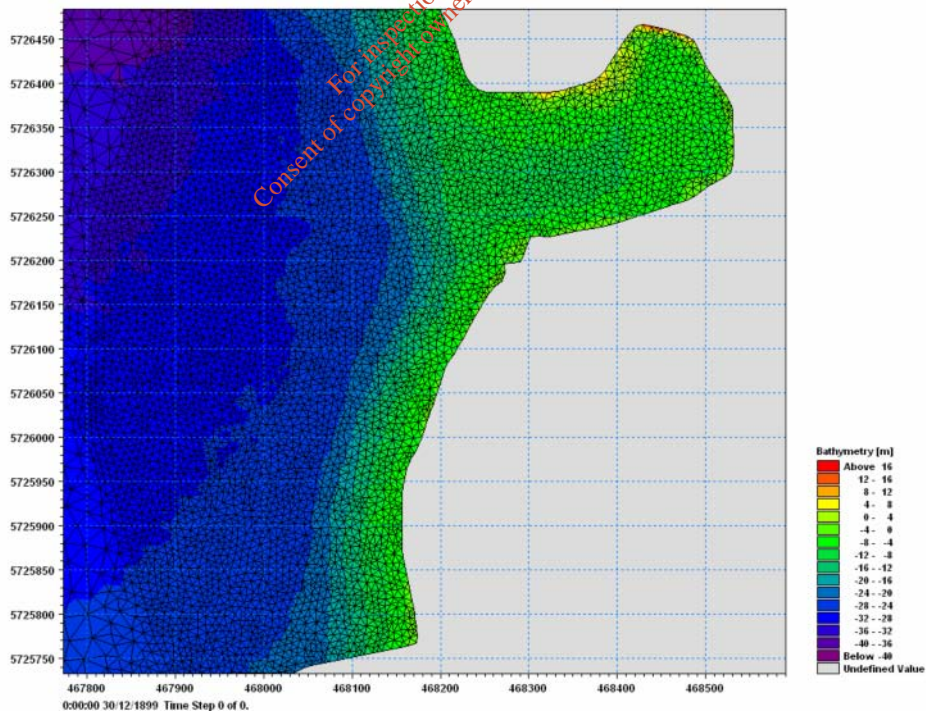 For inspection
Consent of copyright owner
5726450
5726400
5726350
5726300
5726250
5726200
5726150
5726100
5726050
5726000
5725950
5725900
5725850
5725800
5725750
467800 467900 468000 468100 468200 468300 468400 468500
0:00:00 30/12/1899 Time Step 0 of 0.
Bathymetry [m]
Above 16
12 - 16
8 - 12
4 - 8
0 - 4
-4 - 0
-8 - -4
-12 - -8
-16 - -12
-20 - -16
-24 - -20
-28 - -24
-32 - -28
-36 - -32
-40 - -36
Below -40
Undefined Value